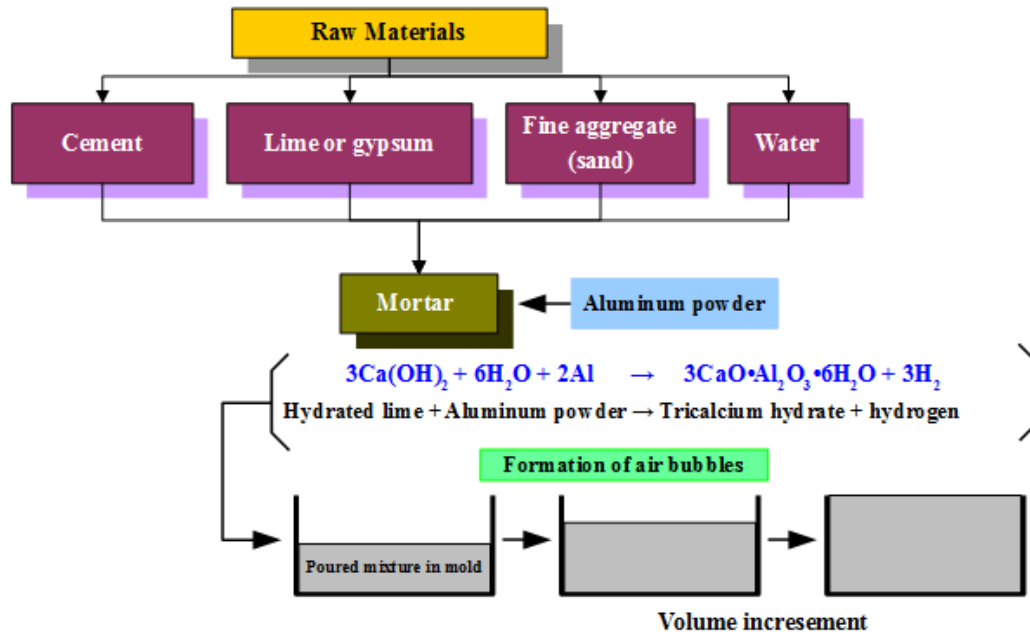 Raw Materials
Cement
Lime or gypsum
Fine aggregate
(sand)
Water
Mortar
Aluminum powder
3Ca(OH)₂ + 6H₂O + 2Al → 3CaO•Al₂O₃•6H₂O + 3H₂
Hydrated lime + Aluminum powder → Tricalcium hydrate + hydrogen
Formation of air bubbles
Poured mixture in mold
Volume incresement